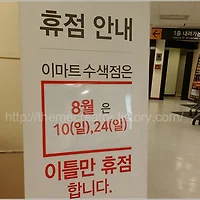 휴점 안내
이마트 수색점은
8월 은
10(일),24(일)
이틀만 휴점
합니다.